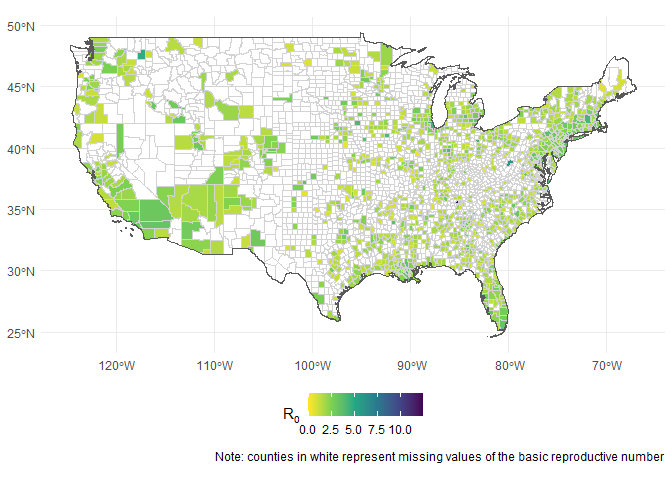 50°N
45°N
40°N
35°N
30°N
25°N
120°W 110°W 100°W 90°W 80°W 70°W
R₀
0.0 2.5 5.0 7.5 10.0
Note: counties in white represent missing values of the basic reproductive number